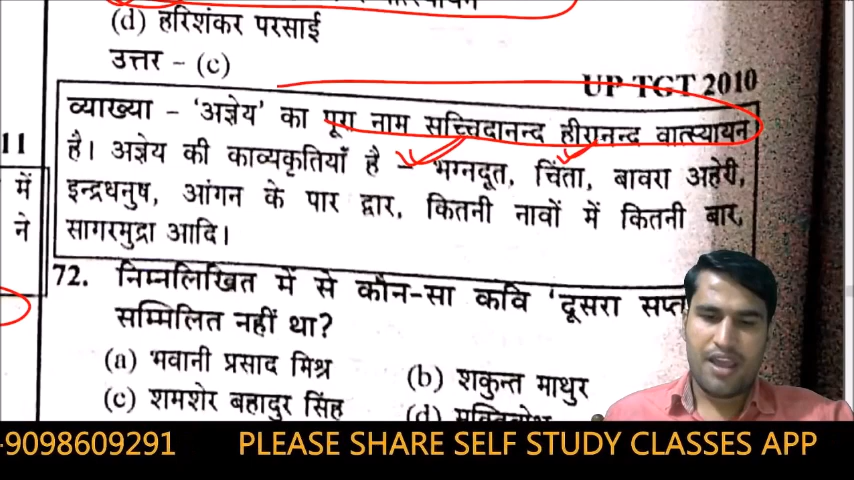 (d) हरिशंकर परसाई
उत्तर – (c)
UP TGT 2010
व्याख्या – 'अज्ञेय' का पूरा नाम सच्चिदानन्द हीरानन्द वात्स्यायन
है। अज्ञेय की काव्यकृतियाँ है – भग्नदूत, चिंता, बावरा अहेरी,
इन्द्रधनुष, आंगन के पार द्वार, कितनी नावों में कितनी बार,
सागरमुद्रा आदि।
11
में
ने
72. निम्नलिखित में से कौन-सा कवि 'दूसरा
सम्मिलित नहीं था?
(a) भवानी प्रसाद मिश्र
(b) शकुन्त माथुर
(c) शमशेर बहादुर सिंह
(d)
-9098609291 PLEASE SHARE SELF STUDY CLASSES APP